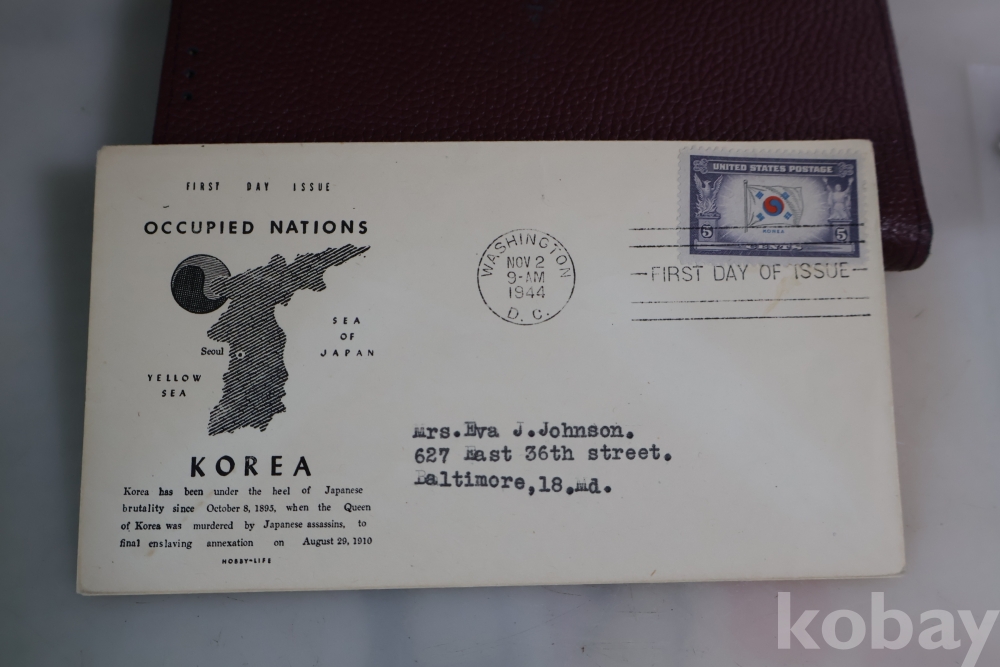 FIRST DAY ISSUE
OCCUPIED NATIONS
SEA
OF
JAPAN
Seoul
YELLOW
SEA
KOREA
Korea has been under the heel of Japanese
brutality since October 8, 1895, when the Queen
of Korea was murdered by Japanese assassins, to
final enslaving annexation on August 29, 1910
HOBBY-LIFE
WASHINGTON
NOV 2
9-AM
1944
D. C.
UNITED STATES POSTAGE
KOREA
5 CENTS 5
FIRST DAY OF ISSUE
Mrs.Eva J.Johnson.
627 East 36th street.
Baltimore,18.Md.
kobay